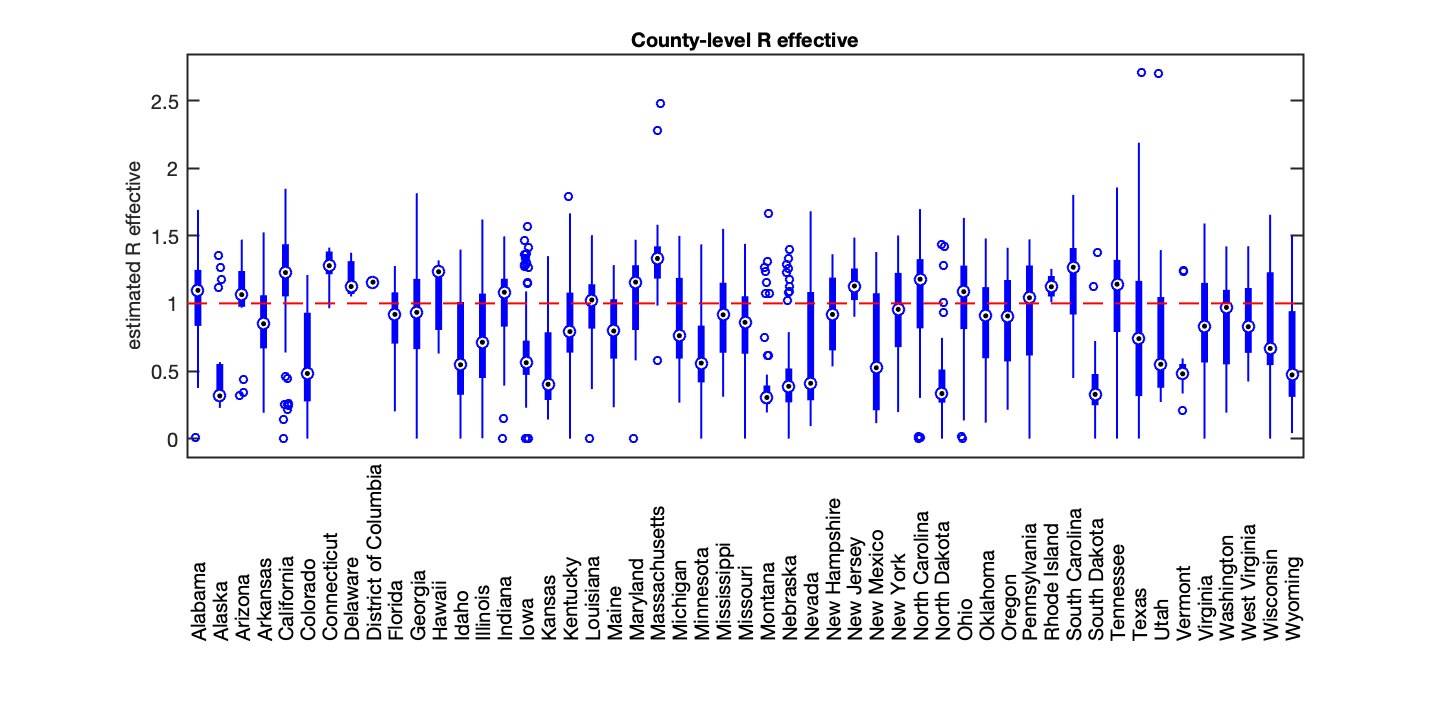 County-level R effective
estimated R effective
2.5
2
1.5
1
0.5
0
Alabama
Alaska
Arizona
Arkansas
California
Colorado
Connecticut
Delaware
District of Columbia
Florida
Georgia
Hawaii
Idaho
Illinois
Indiana
Iowa
Kansas
Kentucky
Louisiana
Maine
Maryland
Massachusetts
Michigan
Minnesota
Mississippi
Missouri
Montana
Nebraska
Nevada
New Hampshire
New Jersey
New Mexico
New York
North Carolina
North Dakota
Ohio
Oklahoma
Oregon
Pennsylvania
Rhode Island
South Carolina
South Dakota
Tennessee
Texas
Utah
Vermont
Virginia
Washington
West Virginia
Wisconsin
Wyoming